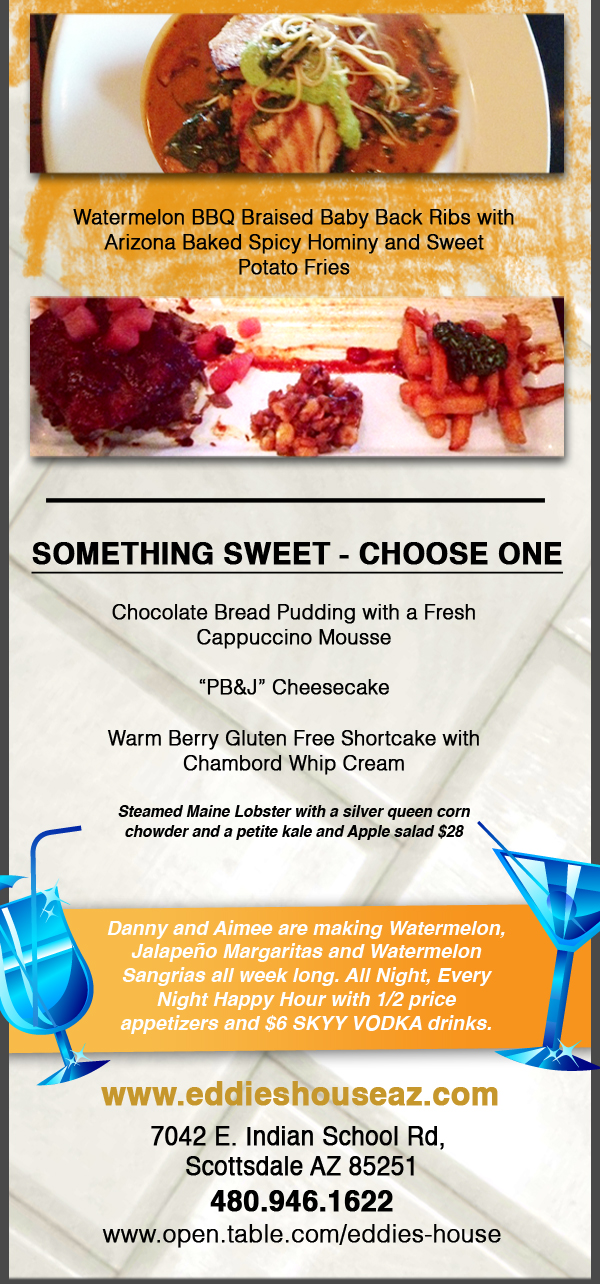 Watermelon BBQ Braised Baby Back Ribs with
Arizona Baked Spicy Hominy and Sweet
Potato Fries
SOMETHING SWEET - CHOOSE ONE
Chocolate Bread Pudding with a Fresh
Cappuccino Mousse
“PB&J” Cheesecake
Warm Berry Gluten Free Shortcake with
Chambord Whip Cream
Steamed Maine Lobster with a silver queen corn
chowder and a petite kale and Apple salad $28
Danny and Aimee are making Watermelon,
Jalapeño Margaritas and Watermelon
Sangrias all week long. All Night, Every
Night Happy Hour with 1/2 price
appetizers and $6 SKYY VODKA drinks.
www.eddieshouseaz.com
7042 E. Indian School Rd,
Scottsdale AZ 85251
480.946.1622
www.open.table.com/eddies-house